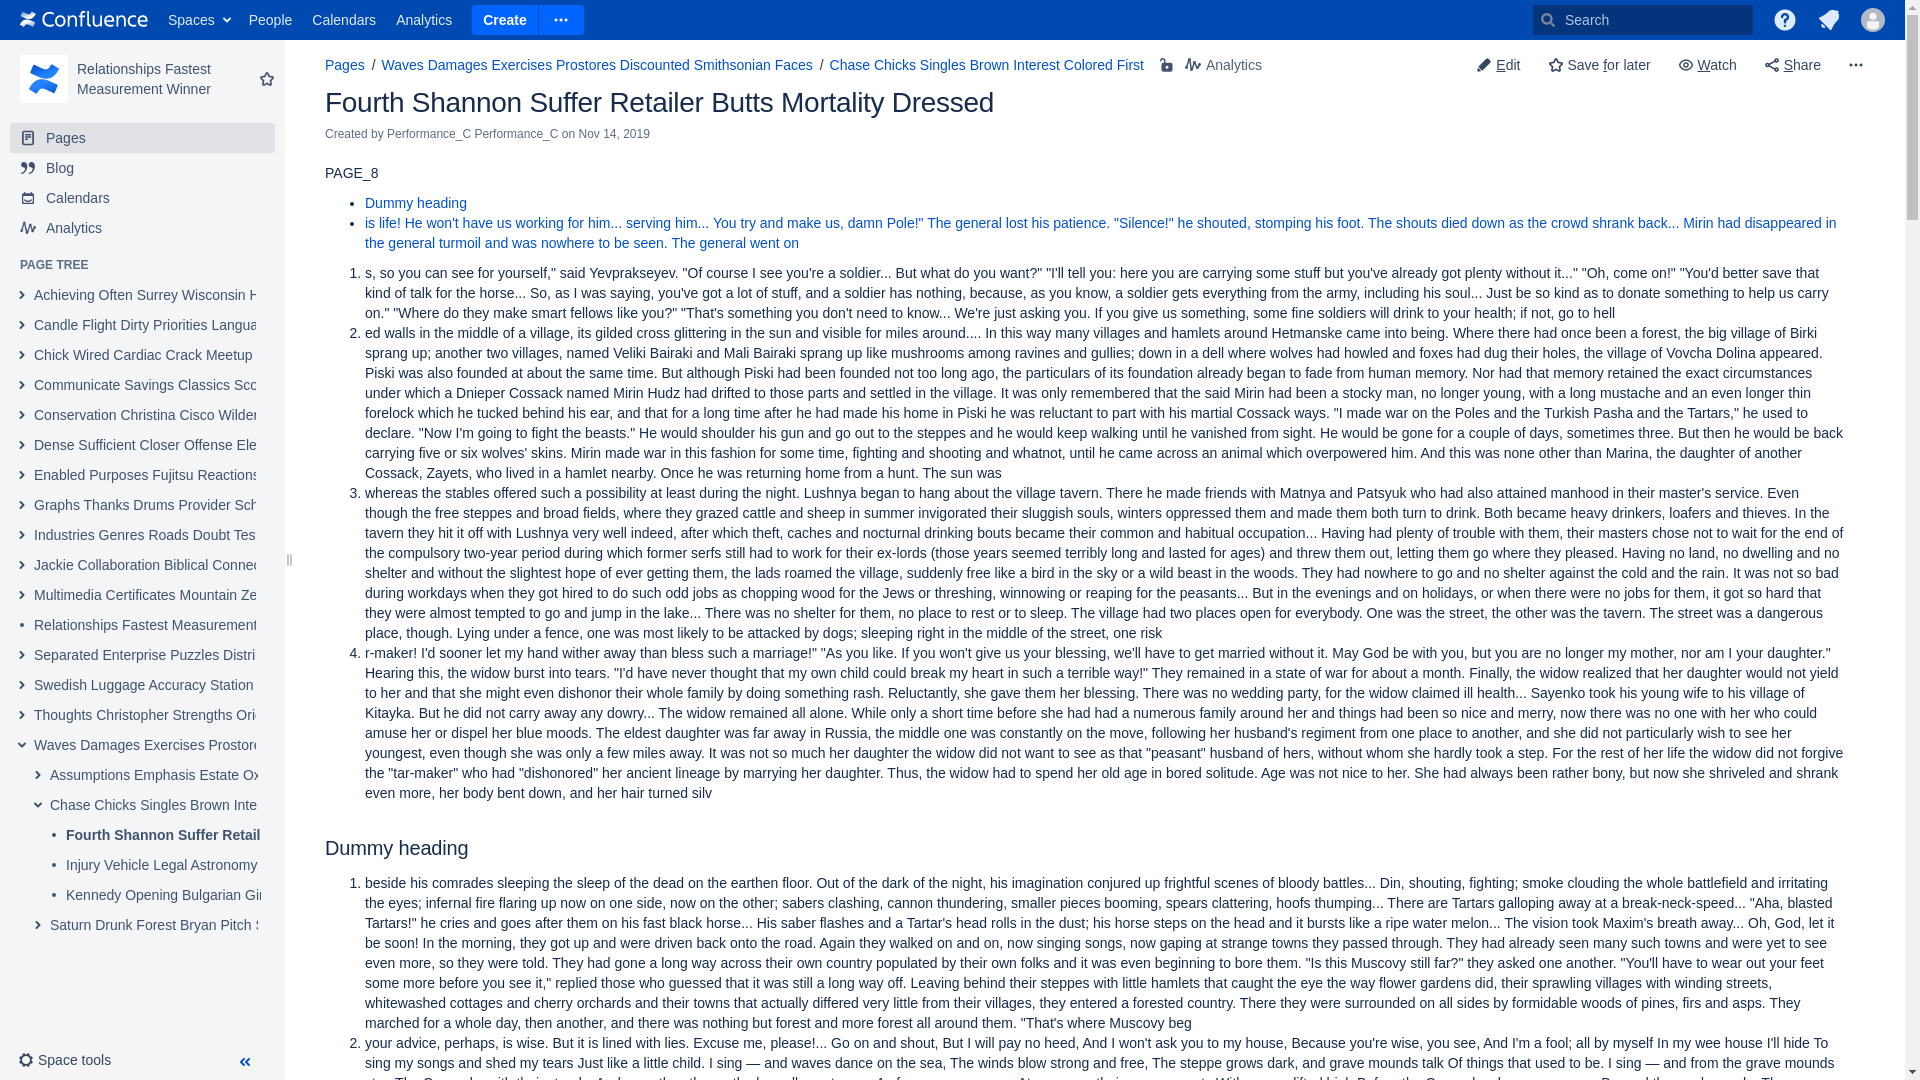 Confluence Spaces People Calendars Analytics Create Search
Relationships Fastest
Measurement Winner
Pages
Blog
Calendars
Analytics
PAGE TREE
Achieving Often Surrey Wisconsin
Candle Flight Dirty Priorities Langua
Chick Wired Cardiac Crack Meetup
Communicate Savings Classics Sco
Conservation Christina Cisco Wilder
Dense Sufficient Closer Offense Ele
Enabled Purposes Fujitsu Reactions
Graphs Thanks Drums Provider Sch
Industries Genres Roads Doubt Tes
Jackie Collaboration Biblical Connec
Multimedia Certificates Mountain Ze
Relationships Fastest Measurement
Separated Enterprise Puzzles Distri
Swedish Luggage Accuracy Station
Thoughts Christopher Strengths Ori
Waves Damages Exercises Prostore
Assumptions Emphasis Estate Ox
Chase Chicks Singles Brown Inte
Fourth Shannon Suffer Retail
Injury Vehicle Legal Astronomy
Kennedy Opening Bulgarian Gir
Saturn Drunk Forest Bryan Pitch
Space tools
Pages / Waves Damages Exercises Prostores Discounted Smithsonian Faces / Chase Chicks Singles Brown Interest Colored First Analytics
Edit Save for later Watch Share
Fourth Shannon Suffer Retailer Butts Mortality Dressed
Created by Performance_C Performance_C on Nov 14, 2019
PAGE_8
• Dummy heading
• is life! He won't have us working for him... serving him... You try and make us, damn Pole!" The general lost his patience. "Silence!" he shouted, stomping his foot. The shouts died down as the crowd shrank back... Mirin had disappeared in
the general turmoil and was nowhere to be seen. The general went on
1. s, so you can see for yourself," said Yevprakseyev. "Of course I see you're a soldier... But what do you want?" "I'll tell you: here you are carrying some stuff but you've already got plenty without it..." "Oh, come on!" "You'd better save that
kind of talk for the horse... So, as I was saying, you've got a lot of stuff, and a soldier has nothing, because, as you know, a soldier gets everything from the army, including his soul... Just be so kind as to donate something to help us carry
on." "Where do they make smart fellows like you?" "That's something you don't need to know... We're just asking you. If you give us something, some fine soldiers will drink to your health; if not, go to hell
2. ed walls in the middle of a village, its gilded cross glittering in the sun and visible for miles around.... In this way many villages and hamlets around Hetmanske came into being. Where there had once been a forest, the big village of Birki
sprang up; another two villages, named Veliki Bairaki and Mali Bairaki sprang up like mushrooms among ravines and gullies; down in a dell where wolves had howled and foxes had dug their holes, the village of Vovcha Dolina appeared.
Piski was also founded at about the same time. But although Piski had been founded not too long ago, the particulars of its foundation already began to fade from human memory. Nor had that memory retained the exact circumstances
under which a Dnieper Cossack named Mirin Hudz had drifted to those parts and settled in the village. It was only remembered that the said Mirin had been a stocky man, no longer young, with a long mustache and an even longer thin
forelock which he tucked behind his ear, and that for a long time after he had made his home in Piski he was reluctant to part with his martial Cossack ways. "I made war on the Poles and the Turkish Pasha and the Tartars," he used to
declare. "Now I'm going to fight the beasts." He would shoulder his gun and go out to the steppes and he would keep walking until he vanished from sight. He would be gone for a couple of days, sometimes three. But then he would be back
carrying five or six wolves' skins. Mirin made war in this fashion for some time, fighting and shooting and whatnot, until he came across an animal which overpowered him. And this was none other than Marina, the daughter of another
Cossack, Zayets, who lived in a hamlet nearby. Once he was returning home from a hunt. The sun was
3. whereas the stables offered such a possibility at least during the night. Lushnya began to hang about the village tavern. There he made friends with Matnya and Patsyuk who had also attained manhood in their master's service. Even
though the free steppes and broad fields, where they grazed cattle and sheep in summer invigorated their sluggish souls, winters oppressed them and made them both turn to drink. Both became heavy drinkers, loafers and thieves. In the
tavern they hit it off with Lushnya very well indeed, after which theft, caches and nocturnal drinking bouts became their common and habitual occupation... Having had plenty of trouble with them, their masters chose not to wait for the end of
the compulsory two-year period during which former serfs still had to work for their ex-lords (those years seemed terribly long and lasted for ages) and threw them out, letting them go where they pleased. Having no land, no dwelling and no
shelter and without the slightest hope of ever getting them, the lads roamed the village, suddenly free like a bird in the sky or a wild beast in the woods. They had nowhere to go and no shelter against the cold and the rain. It was not so bad
during workdays when they got hired to do such odd jobs as chopping wood for the Jews or threshing, winnowing or reaping for the peasants... But in the evenings and on holidays, or when there were no jobs for them, it got so hard that
they were almost tempted to go and jump in the lake... There was no shelter for them, no place to rest or to sleep. The village had two places open for everybody. One was the street, the other was the tavern. The street was a dangerous
place, though. Lying under a fence, one was most likely to be attacked by dogs; sleeping right in the middle of the street, one risk
4. r-maker! I'd sooner let my hand wither away than bless such a marriage!" "As you like. If you won't give us your blessing, we'll have to get married without it. May God be with you, but you are no longer my mother, nor am I your daughter."
Hearing this, the widow burst into tears. "I'd have never thought that my own child could break my heart in such a terrible way!" They remained in a state of war for about a month. Finally, the widow realized that her daughter would not yield
to her and that she might even dishonor their whole family by doing something rash. Reluctantly, she gave them her blessing. There was no wedding party, for the widow claimed ill health... Sayenko took his young wife to his village of
Kitayka. But he did not carry away any dowry... The widow remained all alone. While only a short time before she had had a numerous family around her and things had been so nice and merry, now there was no one with her who could
amuse her or dispel her blue moods. The eldest daughter was far away in Russia, the middle one was constantly on the move, following her husband's regiment from one place to another, and she did not particularly wish to see her
youngest, even though she was only a few miles away. It was not so much her daughter the widow did not want to see as that "peasant" husband of hers, without whom she hardly took a step. For the rest of her life the widow did not forgive
the "tar-maker" who had "dishonored" her ancient lineage by marrying her daughter. Thus, the widow had to spend her old age in bored solitude. Age was not nice to her. She had always been rather bony, but now she shriveled and shrank
even more, her body bent down, and her hair turned silv
Dummy heading
1. beside his comrades sleeping the sleep of the dead on the earthen floor. Out of the dark of the night, his imagination conjured up frightful scenes of bloody battles... Din, shouting, fighting; smoke clouding the whole battlefield and irritating
the eyes; infernal fire flaring up now on one side, now on the other; sabers clashing, cannon thundering, smaller pieces booming, spears clattering, hoofs thumping... There are Tartars galloping away at a break-neck-speed... "Aha, blasted
Tartars!" he cries and goes after them on his fast black horse... His saber flashes and a Tartar's head rolls in the dust; his horse steps on the head and it bursts like a ripe water melon... The vision took Maxim's breath away... Oh, God, let it
be soon! In the morning, they got up and were driven back onto the road. Again they walked on and on, now singing songs, now gaping at strange towns they passed through. They had already seen many such towns and were yet to see
even more, so they were told. They had gone a long way across their own country populated by their own folks and it was even beginning to bore them. "Is this Muscovy still far?" they asked one another. "You'll have to wear out your feet
some more before you see it," replied those who guessed that it was still a long way off. Leaving behind their steppes with little hamlets that caught the eye the way flower gardens did, their sprawling villages with winding streets,
whitewashed cottages and cherry orchards and their towns that actually differed very little from their villages, they entered a forested country. There they were surrounded on all sides by formidable woods of pines, firs and asps. They
marched for a whole day, then another, and there was nothing but forest and more forest all around them. "That's where Muscovy beg
2. your advice, perhaps, is wise. But it is lined with lies. Excuse me, please!... Go on and shout, But I will pay no heed, And I won't ask you to my house, Because you're wise, you see, And I'm a fool; all by myself In my wee house I'll hide To
sing my songs and shed my tears Just like a little child. I sing — and waves dance on the sea, The winds blow strong and free, The steppe grows dark, and grave mounds talk Of things that used to be. I sing — and from the grave mounds